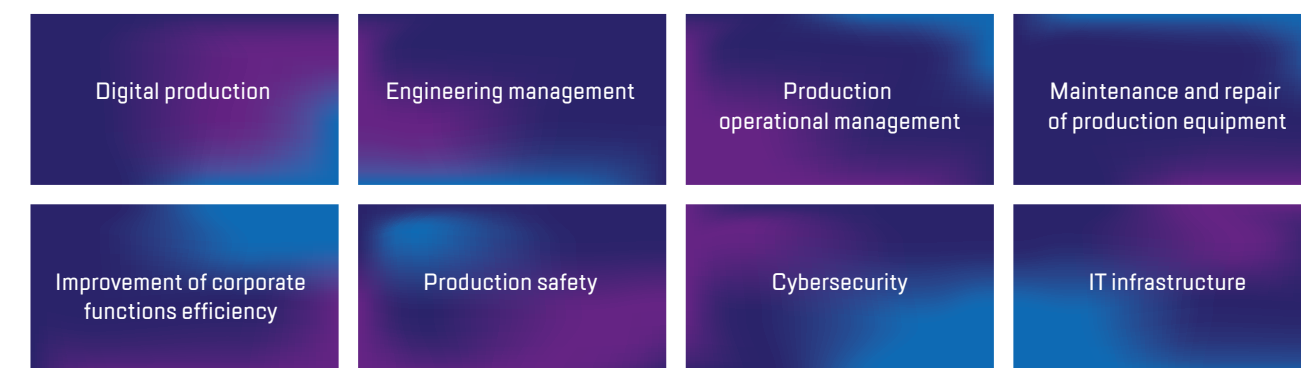 Digital production
Engineering management
Production
operational management
Maintenance and repair
of production equipment
Improvement of corporate
functions efficiency
Production safety
Cybersecurity
IT infrastructure